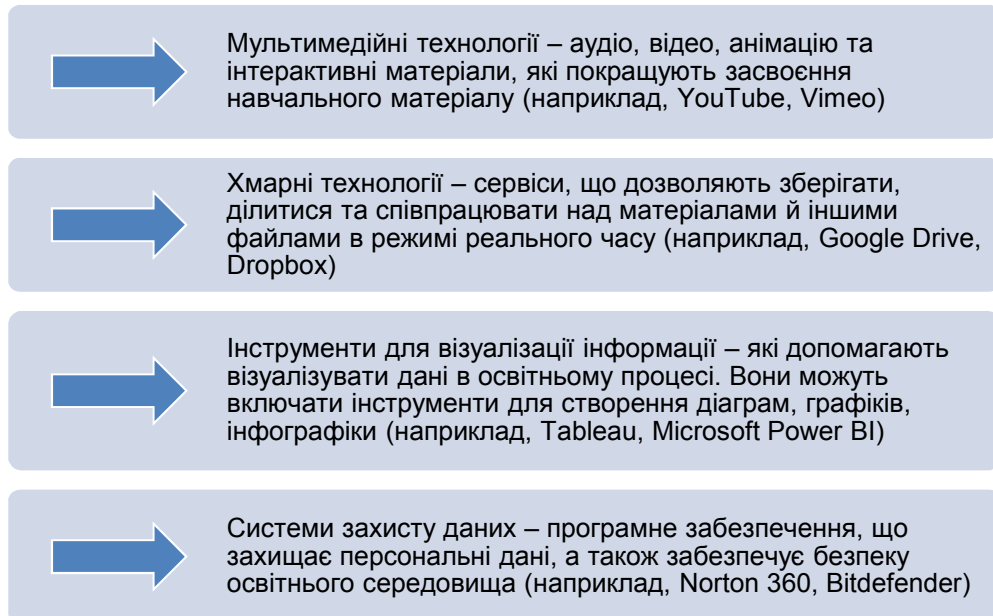 Мультимедійні технології – аудіо, відео, анімацію та
інтерактивні матеріали, які покращують засвоєння
навчального матеріалу (наприклад, YouTube, Vimeo)
Хмарні технології – сервіси, що дозволяють зберігати,
ділитися та співпрацювати над матеріалами й іншими
файлами в режимі реального часу (наприклад, Google Drive,
Dropbox)
Інструменти для візуалізації інформації – які допомагають
візуалізувати дані в освітньому процесі. Вони можуть
включати інструменти для створення діаграм, графіків,
інфографіки (наприклад, Tableau, Microsoft Power BI)
Системи захисту даних – програмне забезпечення, що
захищає персональні дані, а також забезпечує безпеку
освітнього середовища (наприклад, Norton 360, Bitdefender)